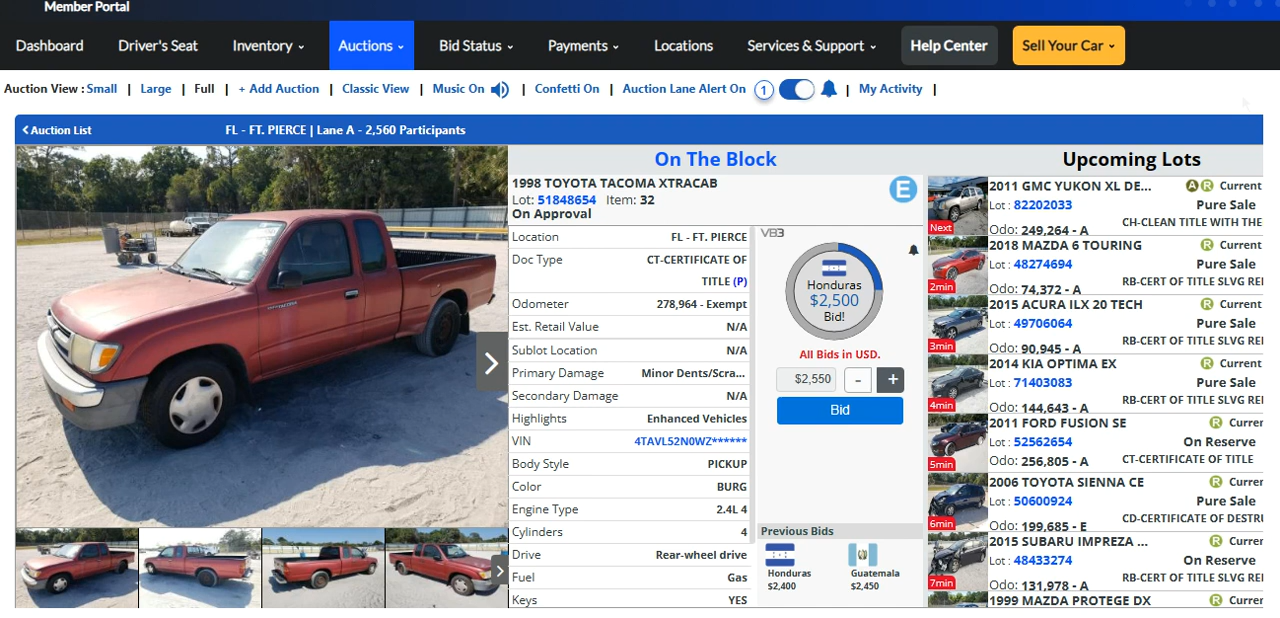 Member Portal
Dashboard Driver's Seat Inventory Auctions Bid Status Payments Locations Services & Support Help Center Sell Your Car
Auction View : Small | Large | Full | + Add Auction | Classic View | Music On | Confetti On | Auction Lane Alert On 1 | My Activity |
Auction List FL - FT. PIERCE | Lane A - 2,560 Participants
On The Block
1998 TOYOTA TACOMA XTRACAB
Lot: 51848654 Item: 32
On Approval
E
Location FL - FT. PIERCE
Doc Type CT-CERTIFICATE OF
TITLE (P)
Odometer 278,964 - Exempt
Est. Retail Value N/A
Sublot Location N/A
Primary Damage Minor Dents/Scra...
Secondary Damage N/A
Highlights Enhanced Vehicles
VIN 4TAVL52N0WZ******
Body Style PICKUP
Color BURG
Engine Type 2.4L 4
Cylinders 4
Drive Rear-wheel drive
Fuel Gas
Keys YES
VB3
Honduras
$2,500
Bid!
All Bids in USD.
$2,550 - +
Bid
Previous Bids
Honduras
$2,400
Guatemala
$2,450
Upcoming Lots
2011 GMC YUKON XL DE... A R Current
Lot : 82202033 Pure Sale
CH-CLEAN TITLE WITH THE
Next Odo: 249,264 - A
2018 MAZDA 6 TOURING R Current
Lot : 48274694 Pure Sale
RB-CERT OF TITLE SLVG REI
2min Odo: 74,372 - A
2015 ACURA ILX 20 TECH R Current
Lot : 49706064 Pure Sale
RB-CERT OF TITLE SLVG REI
3min Odo: 90,945 - A
2014 KIA OPTIMA EX R Current
Lot : 71403083 Pure Sale
RB-CERT OF TITLE SLVG REI
4min Odo: 144,643 - A
2011 FORD FUSION SE R Currer
Lot : 52562654 On Reserve
CT-CERTIFICATE OF TITLE
5min Odo: 256,805 - A
2006 TOYOTA SIENNA CE R Currer
Lot : 50600924 Pure Sale
CD-CERTIFICATE OF DESTRU
6min Odo: 199,685 - E
2015 SUBARU IMPREZA ... R Currer
Lot : 48433274 On Reserve
RB-CERT OF TITLE SLVG REI
7min Odo: 131,978 - A
1999 MAZDA PROTEGE DX R Currer